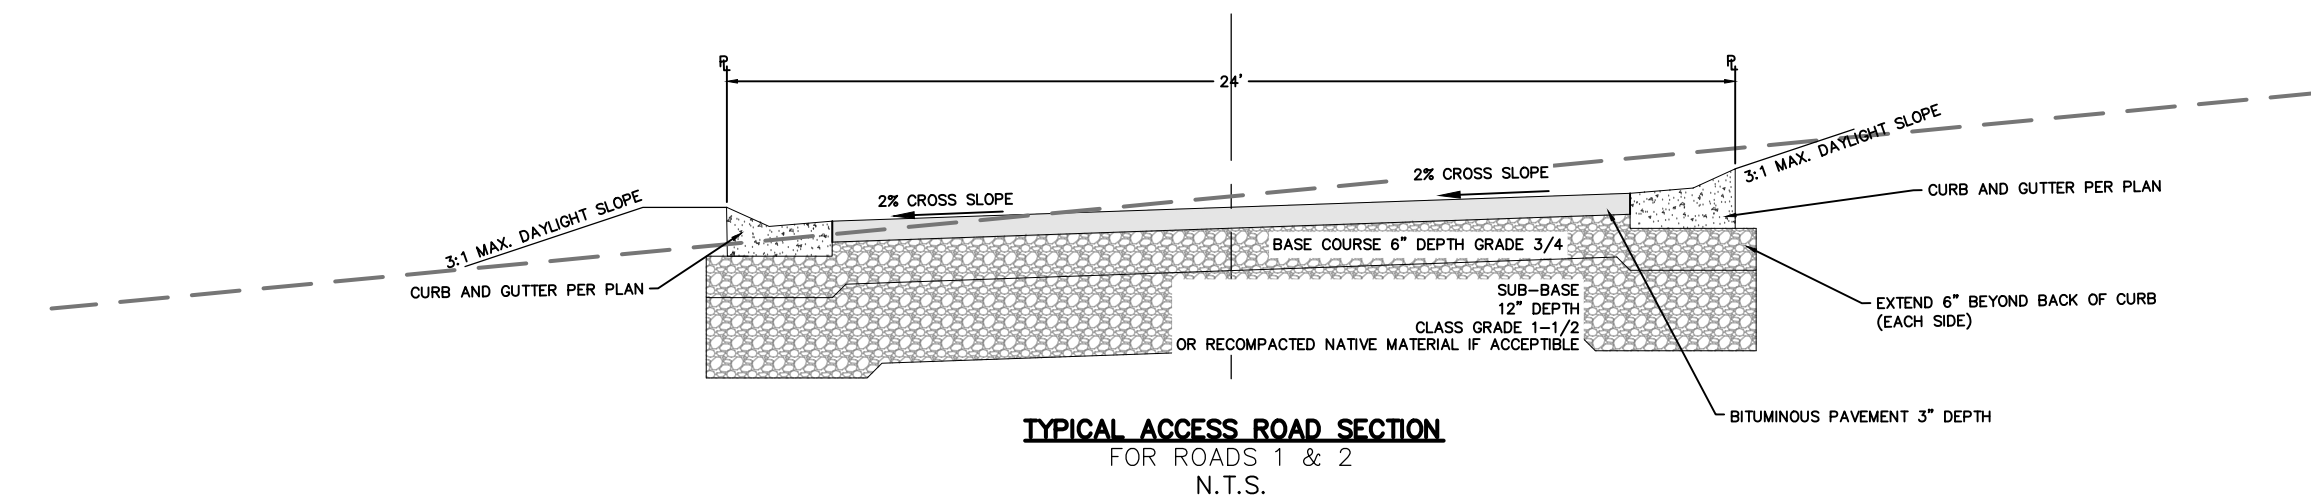 PL
PL
24'
3:1 MAX. DAYLIGHT SLOPE
2% CROSS SLOPE
2% CROSS SLOPE
3:1 MAX. DAYLIGHT SLOPE
CURB AND GUTTER PER PLAN
CURB AND GUTTER PER PLAN
BASE COURSE 6" DEPTH GRADE 3/4
SUB-BASE
12" DEPTH
CLASS GRADE 1-1/2
OR RECOMPACTED NATIVE MATERIAL IF ACCEPTIBLE
EXTEND 6" BEYOND BACK OF CURB
(EACH SIDE)
BITUMINOUS PAVEMENT 3" DEPTH
TYPICAL ACCESS ROAD SECTION
FOR ROADS 1 & 2
N.T.S.